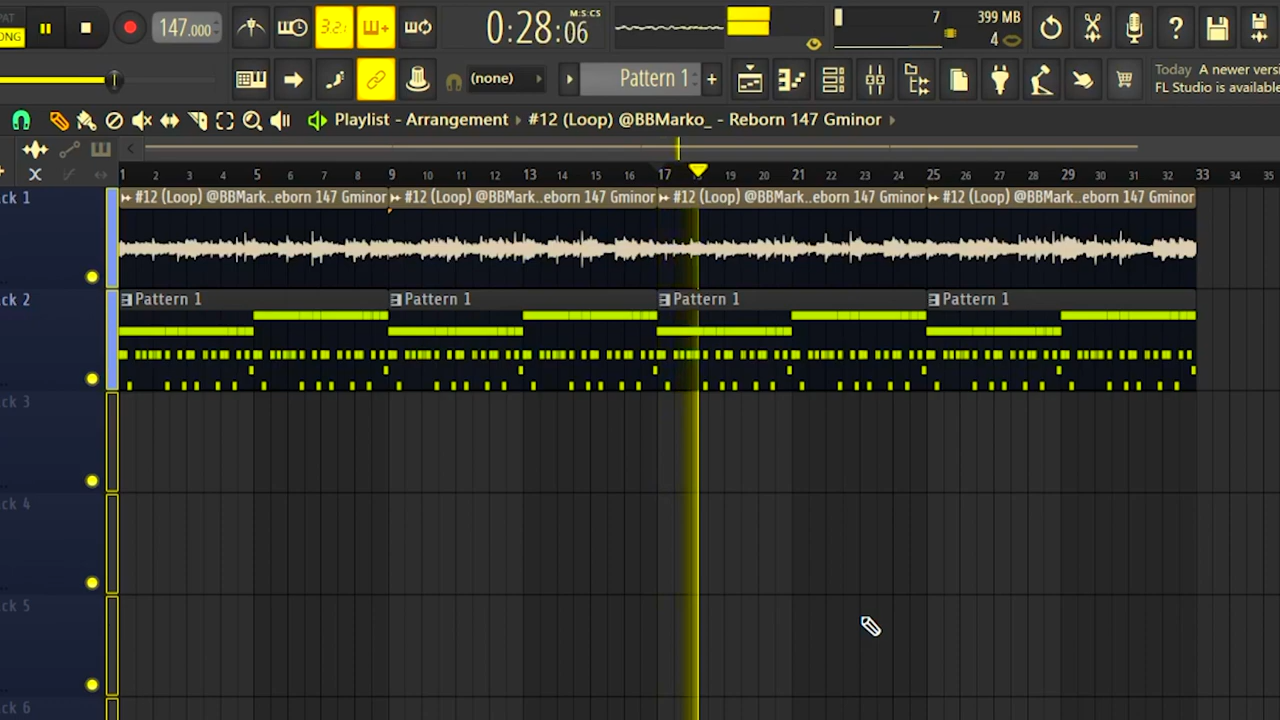 PAT
ONG
147.000
3.2.1
0:28:06
M:S:CS
7
399 MB
4
(none)
Pattern 1
+
Today A newer versi
FL Studio is available
Playlist - Arrangement › #12 (Loop) @BBMarko_ - Reborn 147 Gminor ›
1 2 3 4 5 6 7 8 9 10 11 12 13 14 15 16 17 19 20 21 22 23 24 25 26 27 28 29 30 31 32 33 34 35
ck 1
#12 (Loop) @BBMark..eborn 147 Gminor #12 (Loop) @BBMark..eborn 147 Gminor #12 (Loop) @BBMark..eborn 147 Gminor #12 (Loop) @BBMark..eborn 147 Gminor
ck 2
Pattern 1 Pattern 1 Pattern 1 Pattern 1
ck 3
ck 4
ck 5
ck 6